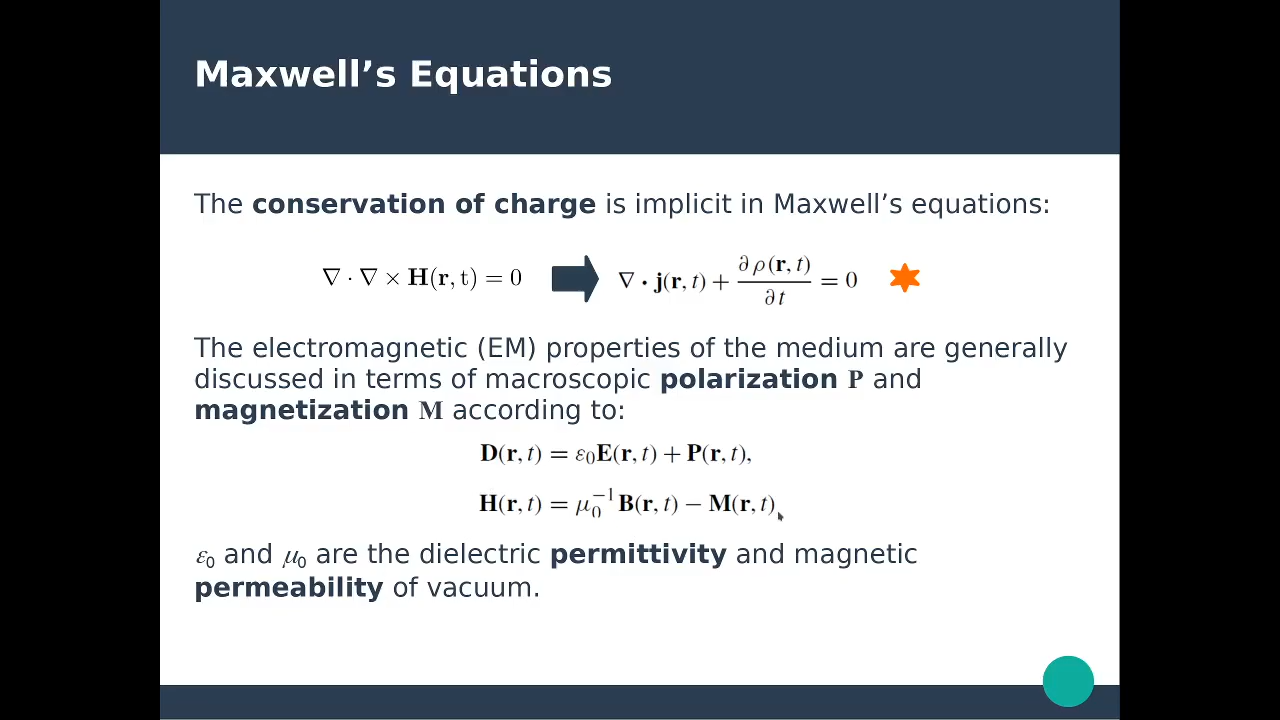 Maxwell’s Equations
The conservation of charge is implicit in Maxwell’s equations:
∇ · ∇ × H(r, t) = 0 ∇ • j(r, t) + ∂ρ(r, t)/∂t = 0
The electromagnetic (EM) properties of the medium are generally
discussed in terms of macroscopic polarization P and
magnetization M according to:
D(r, t) = ε₀E(r, t) + P(r, t),
H(r, t) = μ₀⁻¹ B(r, t) − M(r, t)
ε₀ and μ₀ are the dielectric permittivity and magnetic
permeability of vacuum.